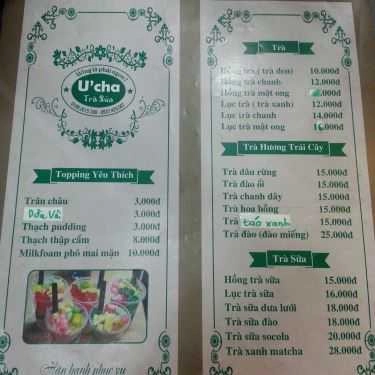 U'cha
Trà Sữa
Topping Yêu Thích
Trân châu 3.000đ
Dừa Vũ 3.000đ
Thạch pudding 3.000đ
Thạch thập cẩm 8.000đ
Milkfoam phô mai mặn 10.000đ
Hân hạnh phục vụ
Trà
Hồng trà ( trà đen) 10.000đ
Hồng trà chanh 12.000đ
Hồng trà mật ong 000đ
Lục trà ( trà xanh) 12.000đ
Lục trà chanh 14.000đ
Lục trà mật ong 000đ
Trà Hương Trái Cây
Trà dâu rừng 15.000đ
Trà đào ổi 15.000đ
Trà chanh dây 15.000đ
Trà hoa hồng 15.000đ
Trà táo xanh 15.000đ
Trà đào (đào miếng) 25.000đ
Trà Sữa
Hồng trà sữa 15.000đ
Lục trà sữa 16.000đ
Trà sữa dưa lưới 18.000đ
Trà sữa đào 18.000đ
Trà sữa socola 20.000đ
Trà xanh matcha 28.000đ